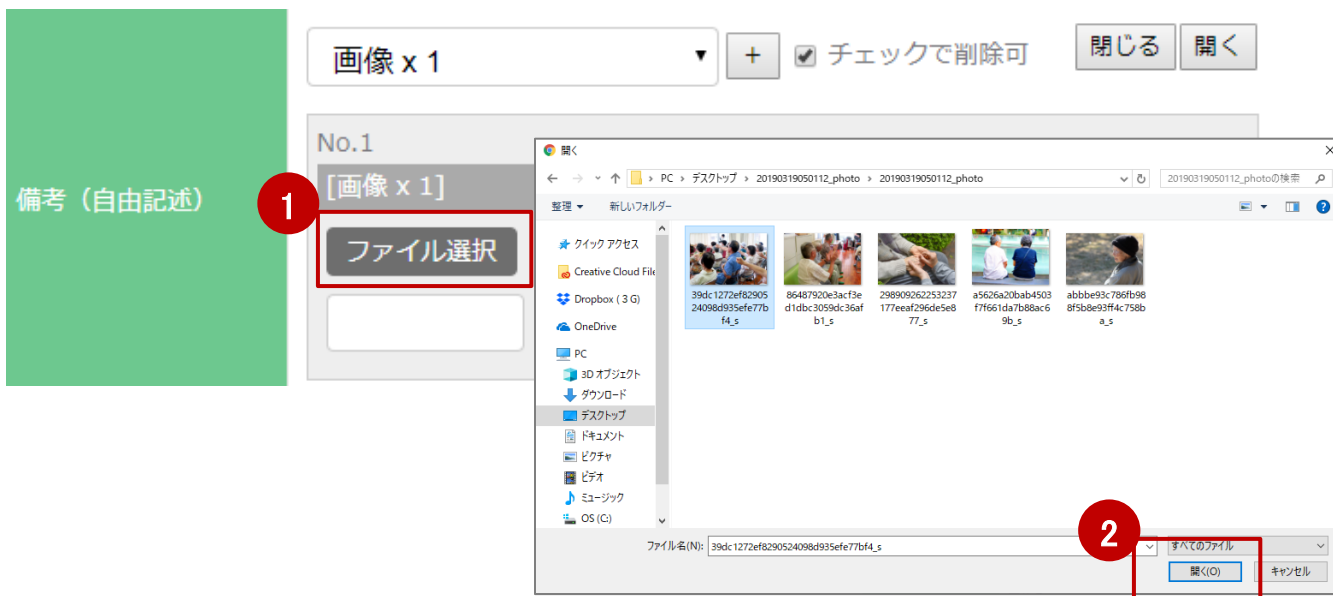 画像 x 1
+
チェックで削除可
閉じる
開く
備考（自由記述）
No.1
[画像 x 1]
1
ファイル選択
開く
PC › デスクトップ › 20190319050112_photo › 20190319050112_photo
20190319050112_photoの検索
整理
新しいフォルダー
クイック アクセス
Creative Cloud File
Dropbox ( 3 G)
OneDrive
PC
3D オブジェクト
ダウンロード
デスクトップ
ドキュメント
ピクチャ
ビデオ
ミュージック
OS (C:)
39dc1272ef82905
24098d935efe77b
f4_s
86487920e3acf3e
d1dbc3059dc36af
b1_s
298909262253237
177eeaf296de5e8
77_s
a5626a20bab4503
f7f661da7b88ac6
9b_s
abbbe93c786fb98
8f5b8e93ff4c758b
a_s
2
ファイル名(N):
39dc1272ef8290524098d935efe77bf4_s
すべてのファイル
開く(O)
キャンセル